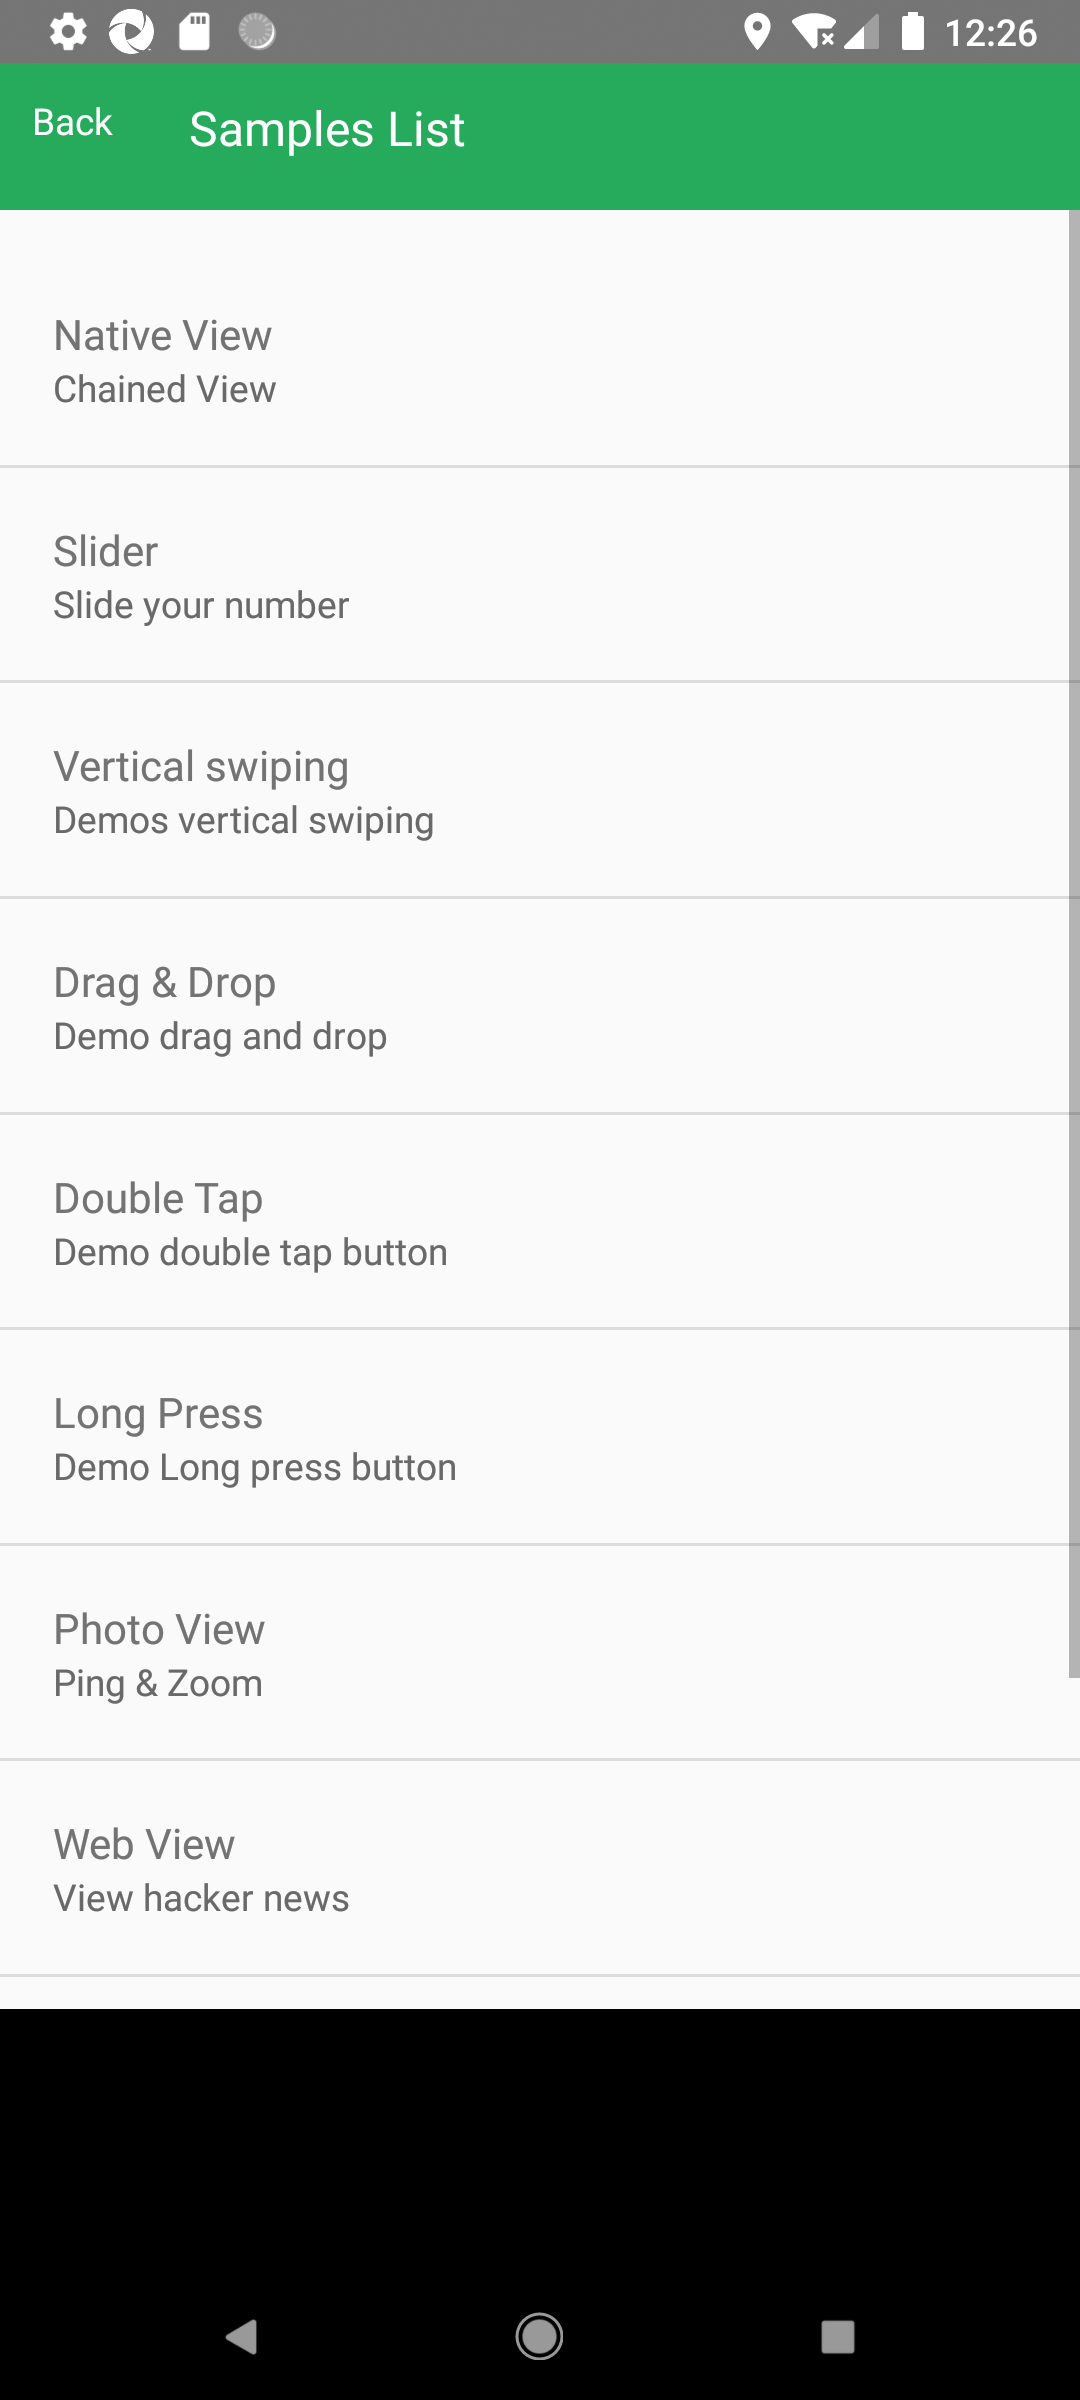 12:26
Back
Samples List
Native View
Chained View
Slider
Slide your number
Vertical swiping
Demos vertical swiping
Drag & Drop
Demo drag and drop
Double Tap
Demo double tap button
Long Press
Demo Long press button
Photo View
Ping & Zoom
Web View
View hacker news